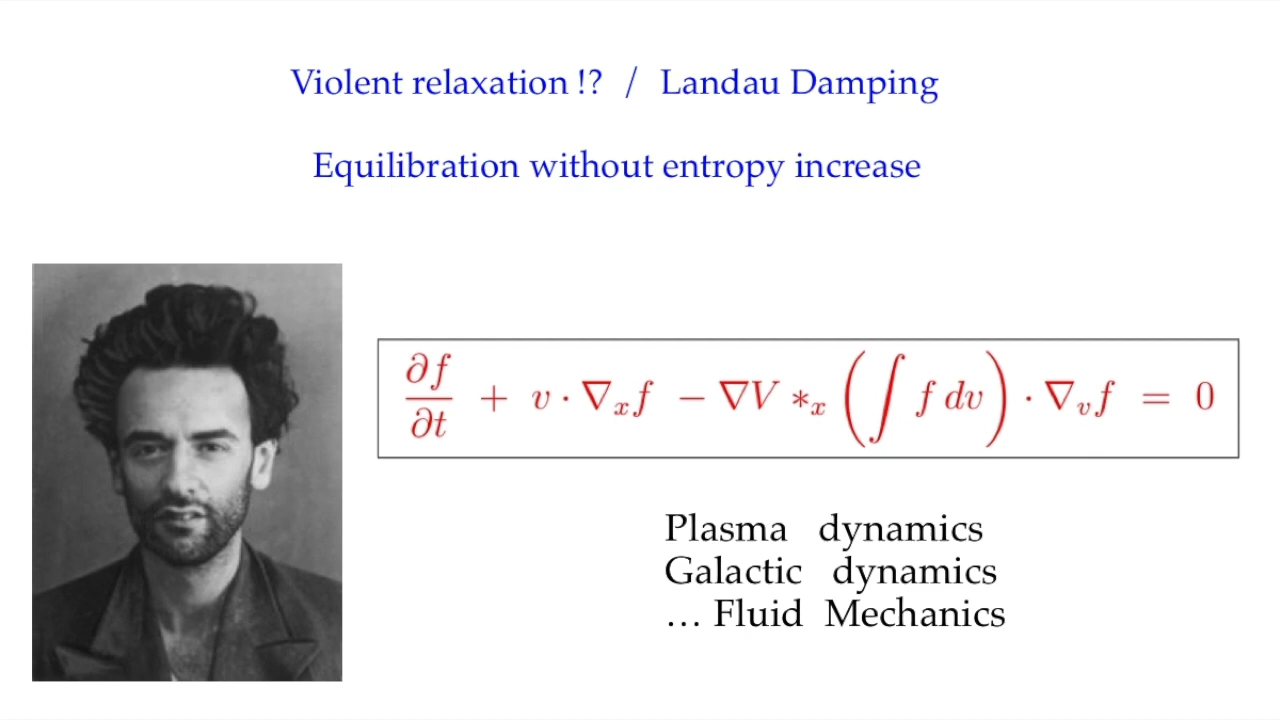 Violent relaxation !? / Landau Damping
Equilibration without entropy increase
∂f/∂t + v · ∇ₓf − ∇V ∗ₓ (∫ f dv) · ∇ᵥf = 0
Plasma dynamics
Galactic dynamics
… Fluid Mechanics